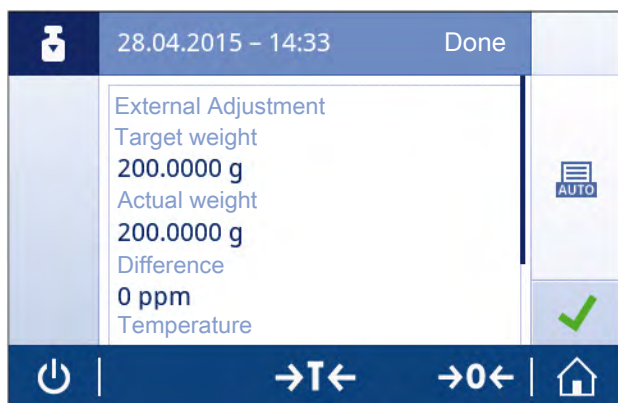 28.04.2015 – 14:33 Done
External Adjustment
Target weight
200.0000 g
Actual weight
200.0000 g
AUTO
Difference
0 ppm
Temperature
→T← →0←